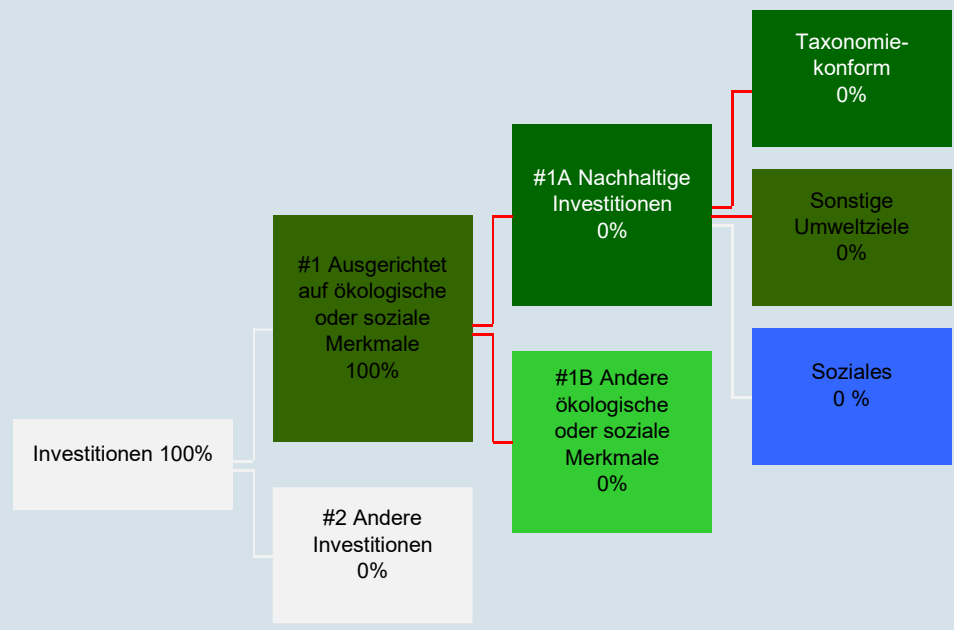 Investitionen 100%
#1 Ausgerichtet
auf ökologische
oder soziale
Merkmale
100%
#2 Andere
Investitionen
0%
#1A Nachhaltige
Investitionen
0%
#1B Andere
ökologische
oder soziale
Merkmale
0%
Taxonomie-
konform
0%
Sonstige
Umweltziele
0%
Soziales
0 %